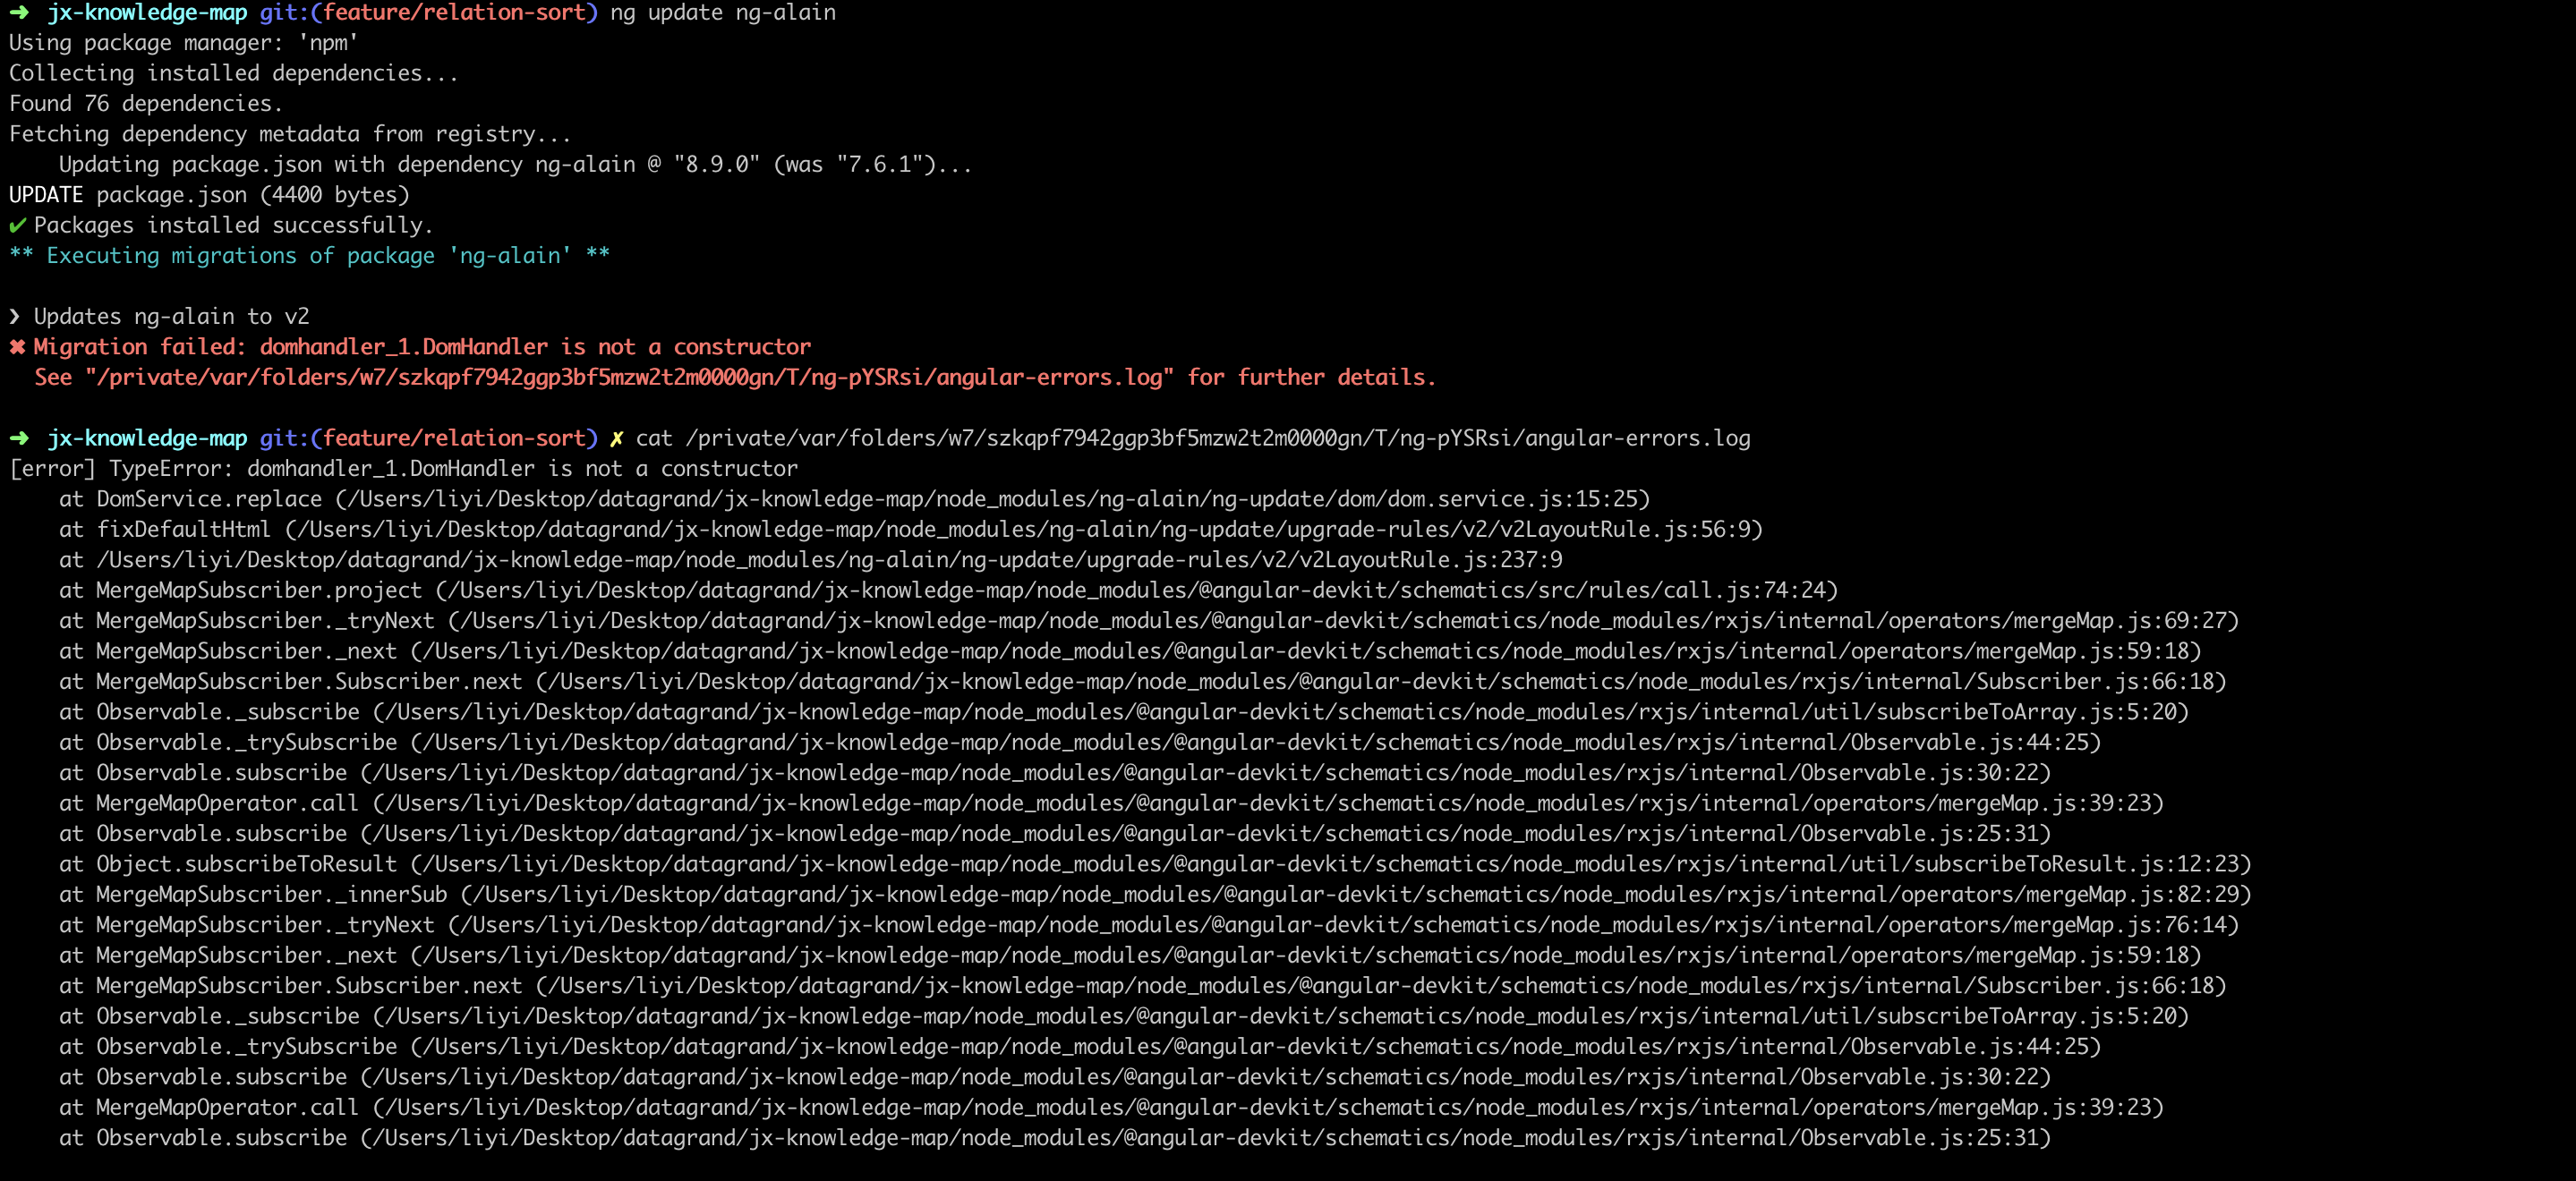 ➜ jx-knowledge-map git:(feature/relation-sort) ng update ng-alain
Using package manager: 'npm'
Collecting installed dependencies...
Found 76 dependencies.
Fetching dependency metadata from registry...
    Updating package.json with dependency ng-alain @ "8.9.0" (was "7.6.1")...
UPDATE package.json (4400 bytes)
✔ Packages installed successfully.
** Executing migrations of package 'ng-alain' **
❯ Updates ng-alain to v2
✖ Migration failed: domhandler_1.DomHandler is not a constructor
  See "/private/var/folders/w7/szkqpf7942ggp3bf5mzw2t2m0000gn/T/ng-pYSRsi/angular-errors.log" for further details.
➜ jx-knowledge-map git:(feature/relation-sort) ✗ cat /private/var/folders/w7/szkqpf7942ggp3bf5mzw2t2m0000gn/T/ng-pYSRsi/angular-errors.log
[error] TypeError: domhandler_1.DomHandler is not a constructor
    at DomService.replace (/Users/liyi/Desktop/datagrand/jx-knowledge-map/node_modules/ng-alain/ng-update/dom/dom.service.js:15:25)
    at fixDefaultHtml (/Users/liyi/Desktop/datagrand/jx-knowledge-map/node_modules/ng-alain/ng-update/upgrade-rules/v2/v2LayoutRule.js:56:9)
    at /Users/liyi/Desktop/datagrand/jx-knowledge-map/node_modules/ng-alain/ng-update/upgrade-rules/v2/v2LayoutRule.js:237:9
    at MergeMapSubscriber.project (/Users/liyi/Desktop/datagrand/jx-knowledge-map/node_modules/@angular-devkit/schematics/src/rules/call.js:74:24)
    at MergeMapSubscriber._tryNext (/Users/liyi/Desktop/datagrand/jx-knowledge-map/node_modules/@angular-devkit/schematics/node_modules/rxjs/internal/operators/mergeMap.js:69:27)
    at MergeMapSubscriber._next (/Users/liyi/Desktop/datagrand/jx-knowledge-map/node_modules/@angular-devkit/schematics/node_modules/rxjs/internal/operators/mergeMap.js:59:18)
    at MergeMapSubscriber.Subscriber.next (/Users/liyi/Desktop/datagrand/jx-knowledge-map/node_modules/@angular-devkit/schematics/node_modules/rxjs/internal/Subscriber.js:66:18)
    at Observable._subscribe (/Users/liyi/Desktop/datagrand/jx-knowledge-map/node_modules/@angular-devkit/schematics/node_modules/rxjs/internal/util/subscribeToArray.js:5:20)
    at Observable._trySubscribe (/Users/liyi/Desktop/datagrand/jx-knowledge-map/node_modules/@angular-devkit/schematics/node_modules/rxjs/internal/Observable.js:44:25)
    at Observable.subscribe (/Users/liyi/Desktop/datagrand/jx-knowledge-map/node_modules/@angular-devkit/schematics/node_modules/rxjs/internal/Observable.js:30:22)
    at MergeMapOperator.call (/Users/liyi/Desktop/datagrand/jx-knowledge-map/node_modules/@angular-devkit/schematics/node_modules/rxjs/internal/operators/mergeMap.js:39:23)
    at Observable.subscribe (/Users/liyi/Desktop/datagrand/jx-knowledge-map/node_modules/@angular-devkit/schematics/node_modules/rxjs/internal/Observable.js:25:31)
    at Object.subscribeToResult (/Users/liyi/Desktop/datagrand/jx-knowledge-map/node_modules/@angular-devkit/schematics/node_modules/rxjs/internal/util/subscribeToResult.js:12:23)
    at MergeMapSubscriber._innerSub (/Users/liyi/Desktop/datagrand/jx-knowledge-map/node_modules/@angular-devkit/schematics/node_modules/rxjs/internal/operators/mergeMap.js:82:29)
    at MergeMapSubscriber._tryNext (/Users/liyi/Desktop/datagrand/jx-knowledge-map/node_modules/@angular-devkit/schematics/node_modules/rxjs/internal/operators/mergeMap.js:76:14)
    at MergeMapSubscriber._next (/Users/liyi/Desktop/datagrand/jx-knowledge-map/node_modules/@angular-devkit/schematics/node_modules/rxjs/internal/operators/mergeMap.js:59:18)
    at MergeMapSubscriber.Subscriber.next (/Users/liyi/Desktop/datagrand/jx-knowledge-map/node_modules/@angular-devkit/schematics/node_modules/rxjs/internal/Subscriber.js:66:18)
    at Observable._subscribe (/Users/liyi/Desktop/datagrand/jx-knowledge-map/node_modules/@angular-devkit/schematics/node_modules/rxjs/internal/util/subscribeToArray.js:5:20)
    at Observable._trySubscribe (/Users/liyi/Desktop/datagrand/jx-knowledge-map/node_modules/@angular-devkit/schematics/node_modules/rxjs/internal/Observable.js:44:25)
    at Observable.subscribe (/Users/liyi/Desktop/datagrand/jx-knowledge-map/node_modules/@angular-devkit/schematics/node_modules/rxjs/internal/Observable.js:30:22)
    at MergeMapOperator.call (/Users/liyi/Desktop/datagrand/jx-knowledge-map/node_modules/@angular-devkit/schematics/node_modules/rxjs/internal/operators/mergeMap.js:39:23)
    at Observable.subscribe (/Users/liyi/Desktop/datagrand/jx-knowledge-map/node_modules/@angular-devkit/schematics/node_modules/rxjs/internal/Observable.js:25:31)